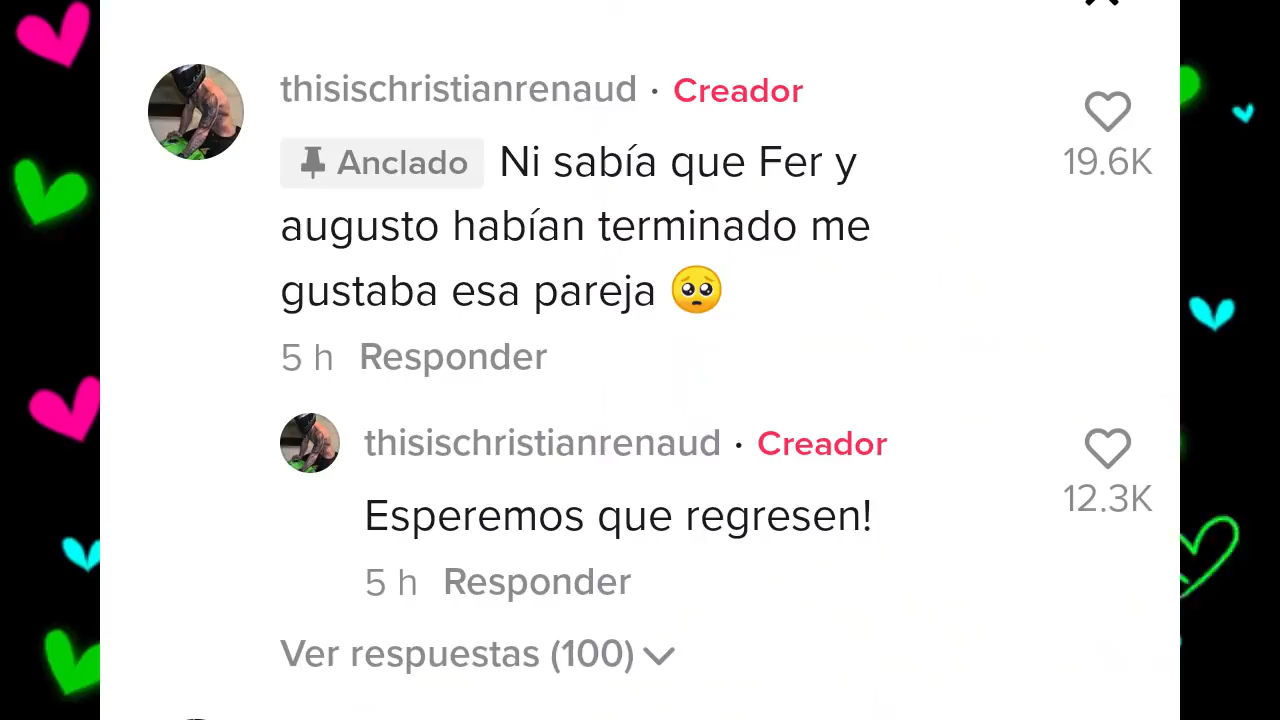 thisischristianrenaud · Creador
Anclado Ni sabía que Fer y
19.6K
augusto habían terminado me
gustaba esa pareja 🥺
5 h Responder
thisischristianrenaud · Creador
Esperemos que regresen!
12.3K
5 h Responder
Ver respuestas (100)